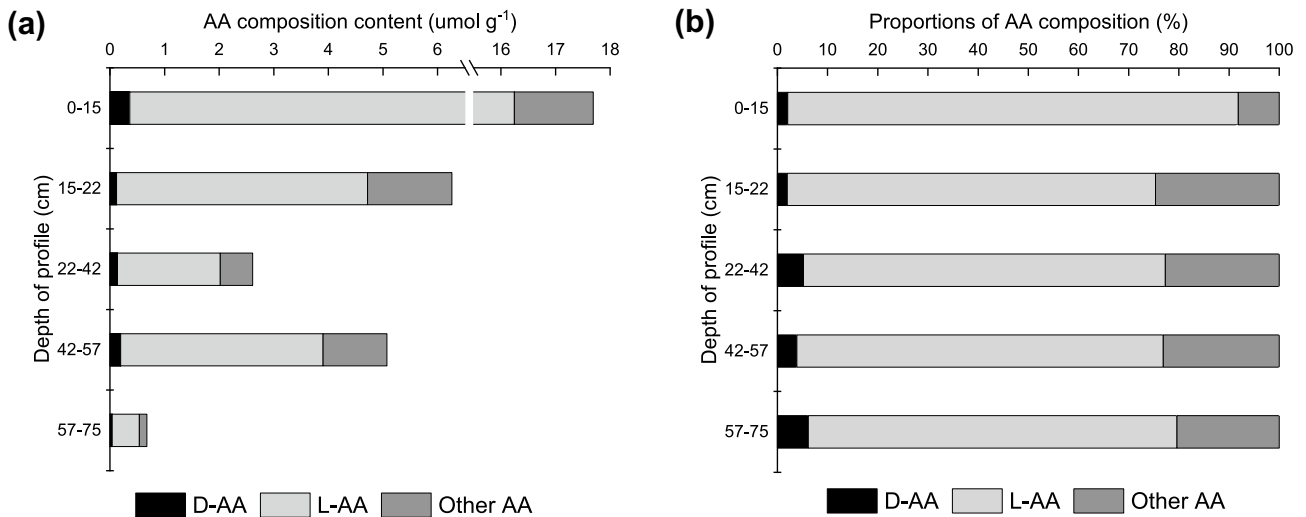 (a)
AA composition content (umol g⁻¹)
0 1 2 3 4 5 6 16 17 18
Depth of profile (cm)
0-15
15-22
22-42
42-57
57-75
D-AA L-AA Other AA
(b)
Proportions of AA composition (%)
0 10 20 30 40 50 60 70 80 90 100
Depth of profile (cm)
0-15
15-22
22-42
42-57
57-75
D-AA L-AA Other AA